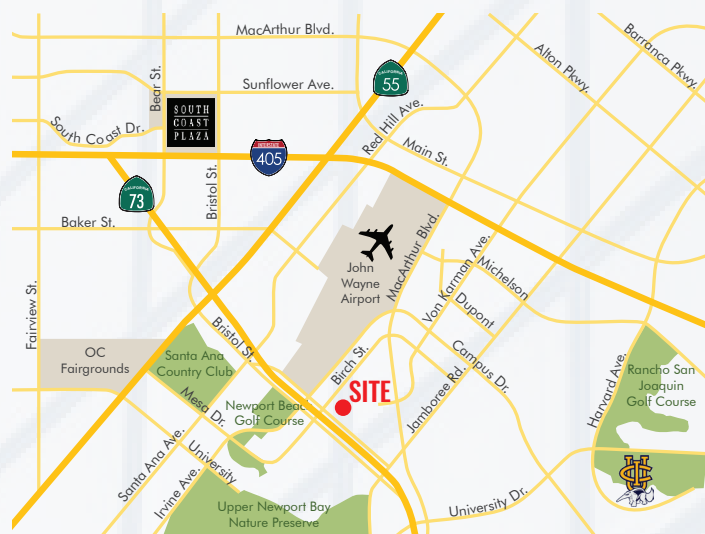 MacArthur Blvd.
Barranca Pkwy.
Alton Pkwy.
Bear St.
Sunflower Ave.
CALIFORNIA
55
SOUTH
COAST
PLAZA
South Coast Dr.
Red Hill Ave.
Main St.
INTERSTATE
405
CALIFORNIA
73
Bristol St.
Baker St.
MacArthur Blvd.
John
Wayne
Airport
Von Karman Ave.
Michelson
Dupont
Fairview St.
Bristol St.
OC
Fairgrounds
Santa Ana
Country Club
Birch St.
Campus Dr.
Jamboree Rd.
Harvard Ave.
Rancho San
Joaquin
Golf Course
SITE
Mesa Dr.
Newport Beac
Golf Course
Santa Ana Ave.
University
Irvine Ave.
Upper Newport Bay
Nature Preserve
University Dr.